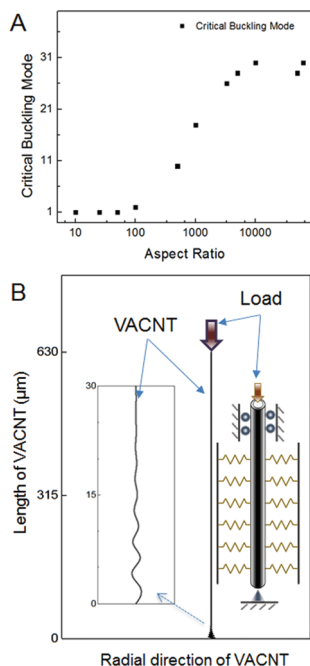 A
Critical Buckling Mode
Critical Buckling Mode
31
21
11
1
10
100
1000
10000
Aspect Ratio
B
Load
VACNT
Length of VACNT (μm)
630
315
0
30
15
0
Radial direction of VACNT